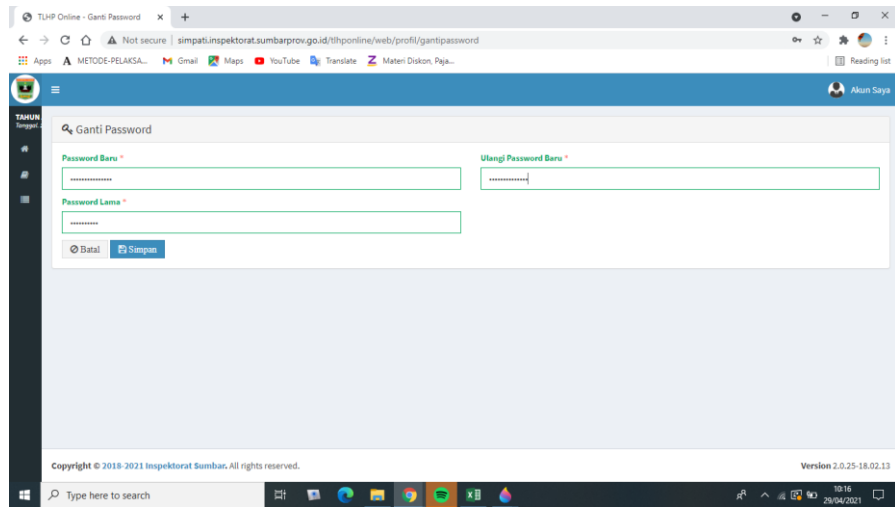 TLHP Online - Ganti Password
Not secure | simpati.inspektorat.sumbarprov.go.id/tlhponline/web/profil/gantipassword
Apps METODE-PELAKSA... Gmail Maps YouTube Translate Materi Diskon, Paja... Reading list
Akun Saya
TAHUN
Tanggal.
Ganti Password
Password Baru * Ulangi Password Baru *
Password Lama *
Batal Simpan
Copyright © 2018-2021 Inspektorat Sumbar. All rights reserved. Version 2.0.25-18.02.13
Type here to search
10:16
29/04/2021